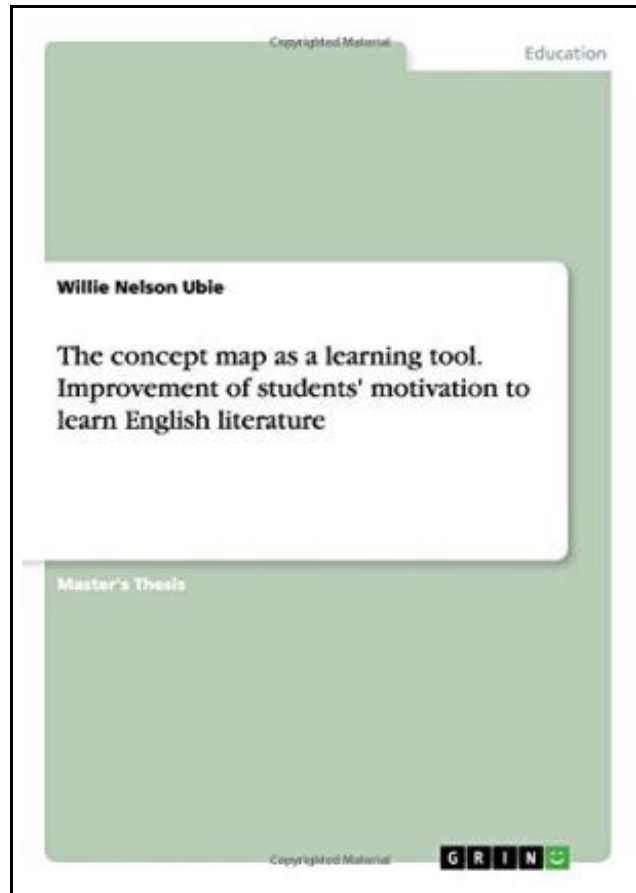 Copyrighted Material
Education
Willie Nelson Ubie
The concept map as a learning tool.
Improvement of students' motivation to
learn English literature
Master's Thesis
Copyrighted Material
GRIN